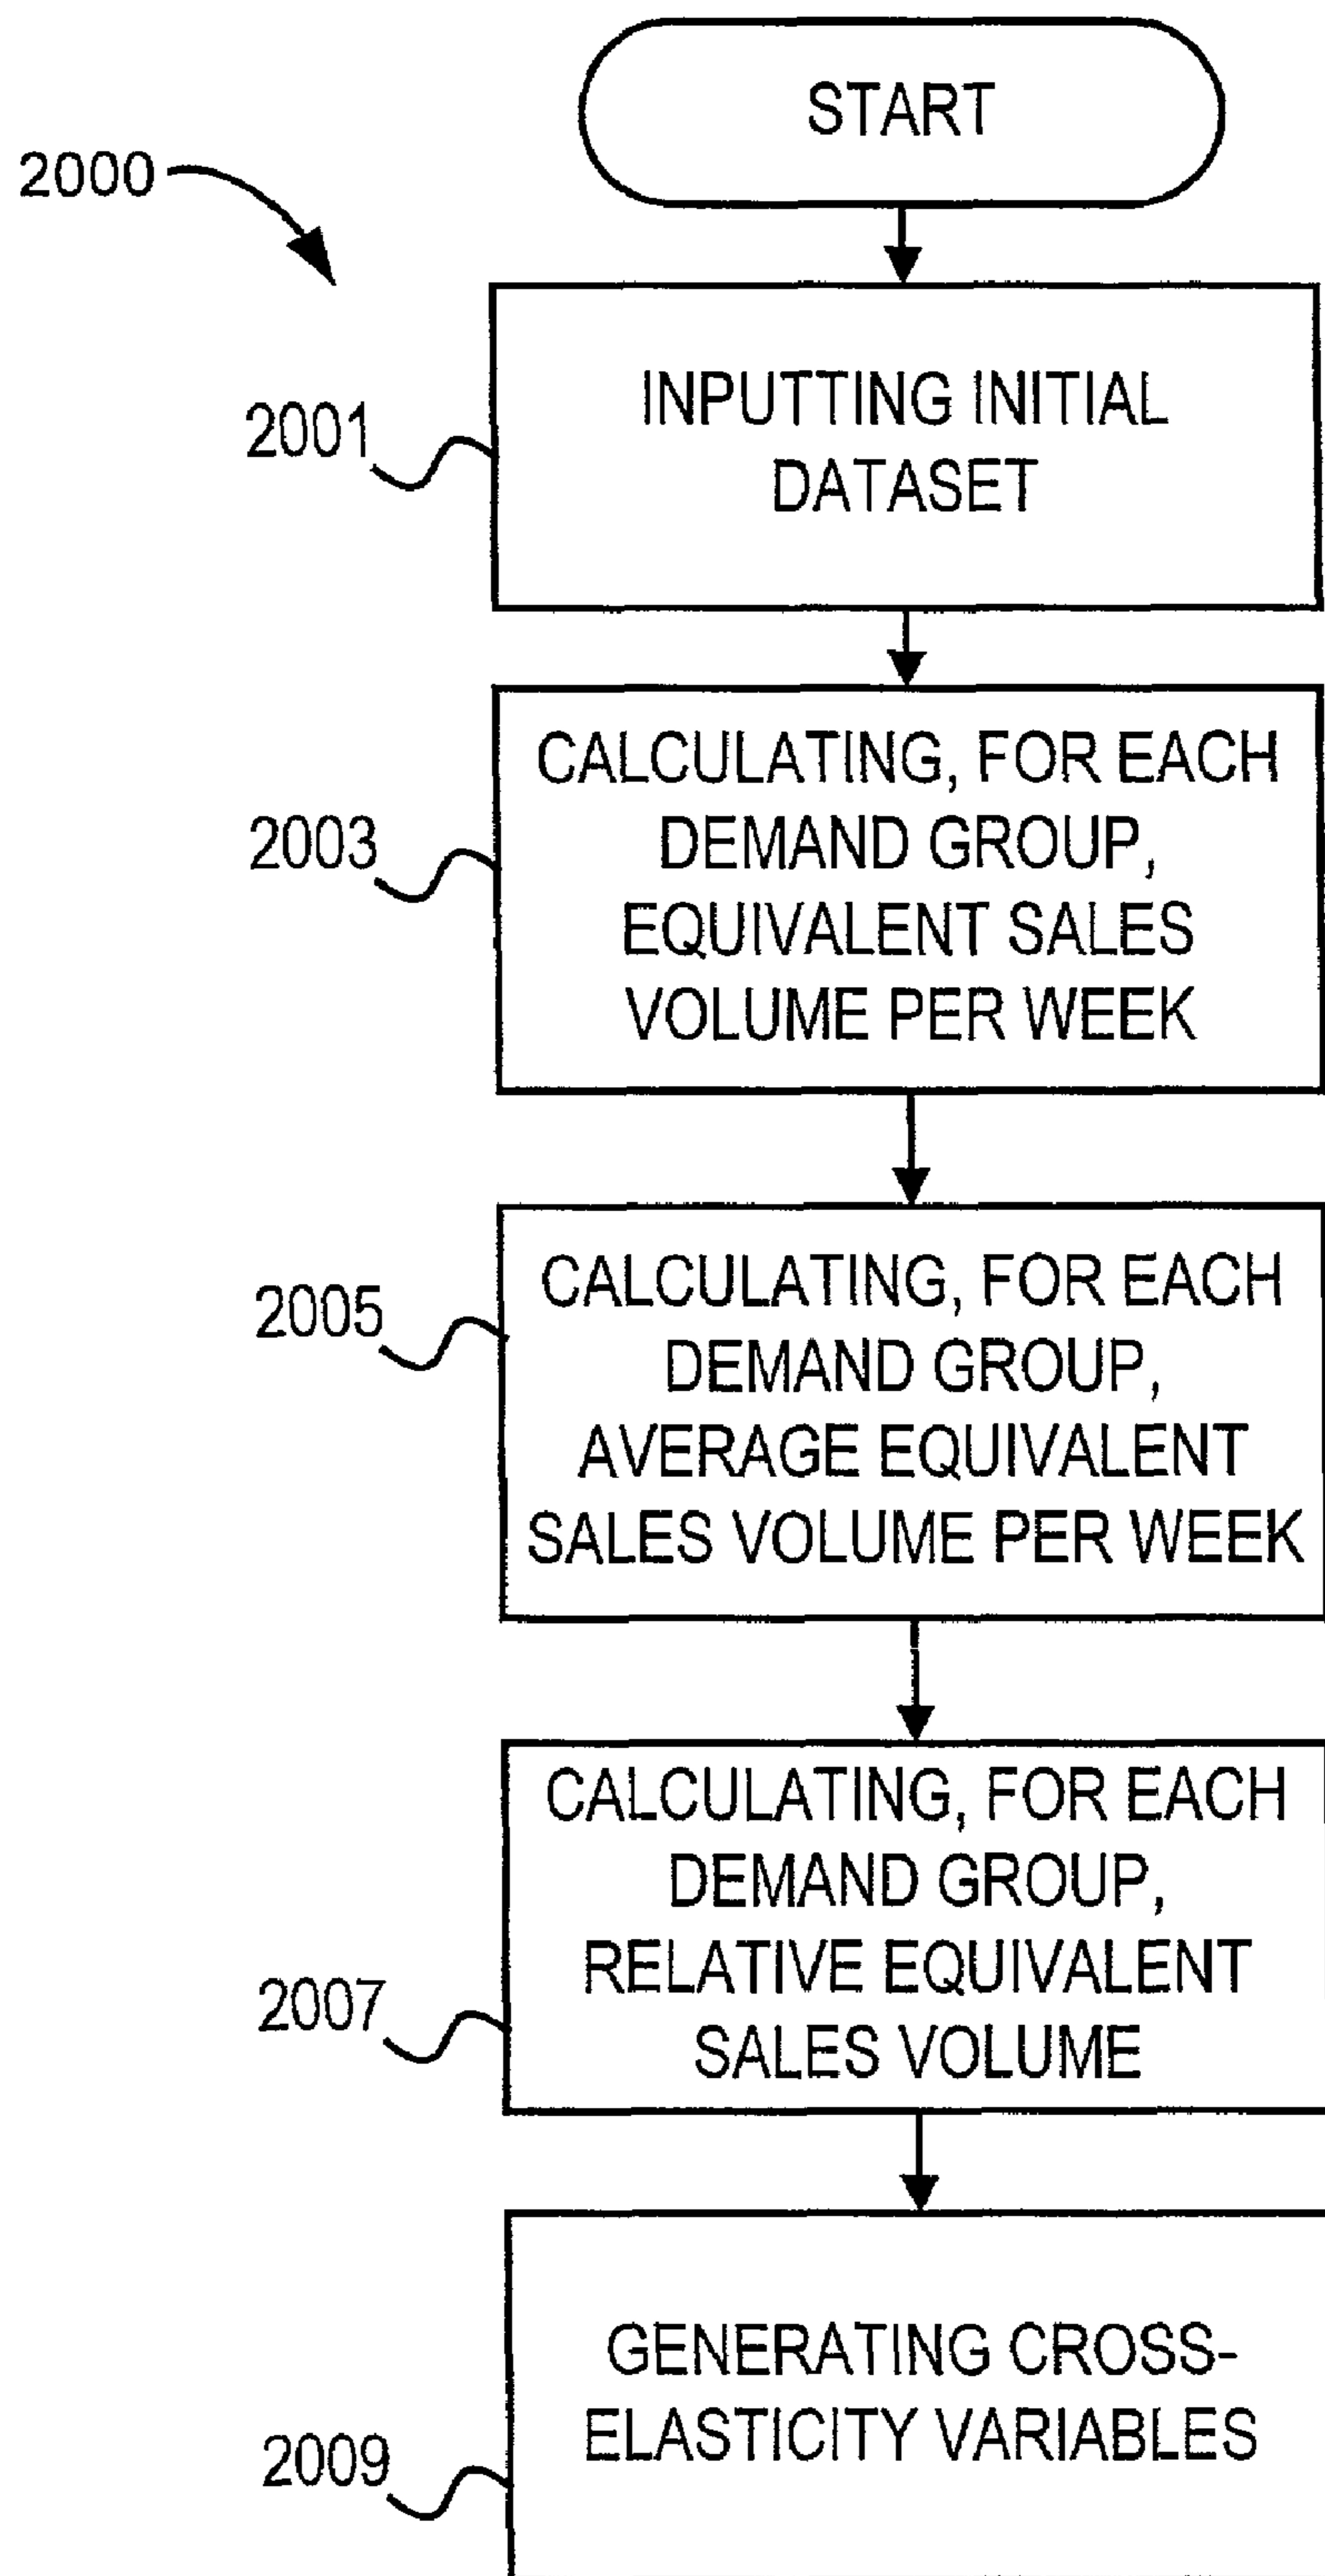 START
2000
INPUTTING INITIAL
DATASET
2001
CALCULATING, FOR EACH
DEMAND GROUP,
EQUIVALENT SALES
VOLUME PER WEEK
2003
CALCULATING, FOR EACH
DEMAND GROUP,
AVERAGE EQUIVALENT
SALES VOLUME PER WEEK
2005
CALCULATING, FOR EACH
DEMAND GROUP,
RELATIVE EQUIVALENT
SALES VOLUME
2007
GENERATING CROSS-
ELASTICITY VARIABLES
2009